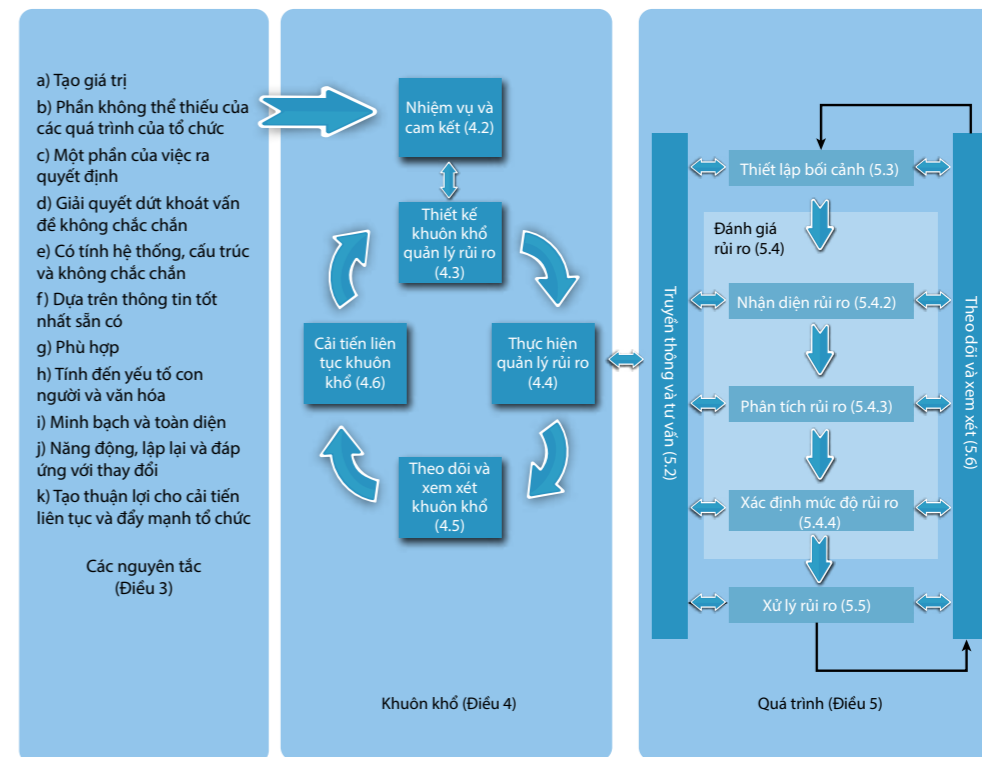 a) Tạo giá trị
b) Phần không thể thiếu của
các quá trình của tổ chức
c) Một phần của việc ra
quyết định
d) Giải quyết dứt khoát vấn
đề không chắc chắn
e) Có tính hệ thống, cấu trúc
và không chắc chắn
f) Dựa trên thông tin tốt
nhất sẵn có
g) Phù hợp
h) Tính đến yếu tố con
người và văn hóa
i) Minh bạch và toàn diện
j) Năng động, lập lại và đáp
ứng với thay đổi
k) Tạo thuận lợi cho cải tiến
liên tục và đẩy mạnh tổ chức
Các nguyên tắc
(Điều 3)
Nhiệm vụ và
cam kết (4.2)
Thiết kế
khuôn khổ
quản lý rủi ro
(4.3)
Cải tiến liên
tục khuôn
khổ (4.6)
Thực hiện
quản lý rủi ro
(4.4)
Theo dõi và
xem xét
khuôn khổ
(4.5)
Khuôn khổ (Điều 4)
Truyền thông và tư vấn (5.2)
Thiết lập bối cảnh (5.3)
Đánh giá
rủi ro (5.4)
Nhận diện rủi ro (5.4.2)
Phân tích rủi ro (5.4.3)
Xác định mức độ rủi ro
(5.4.4)
Xử lý rủi ro (5.5)
Theo dõi và xem xét (5.6)
Quá trình (Điều 5)